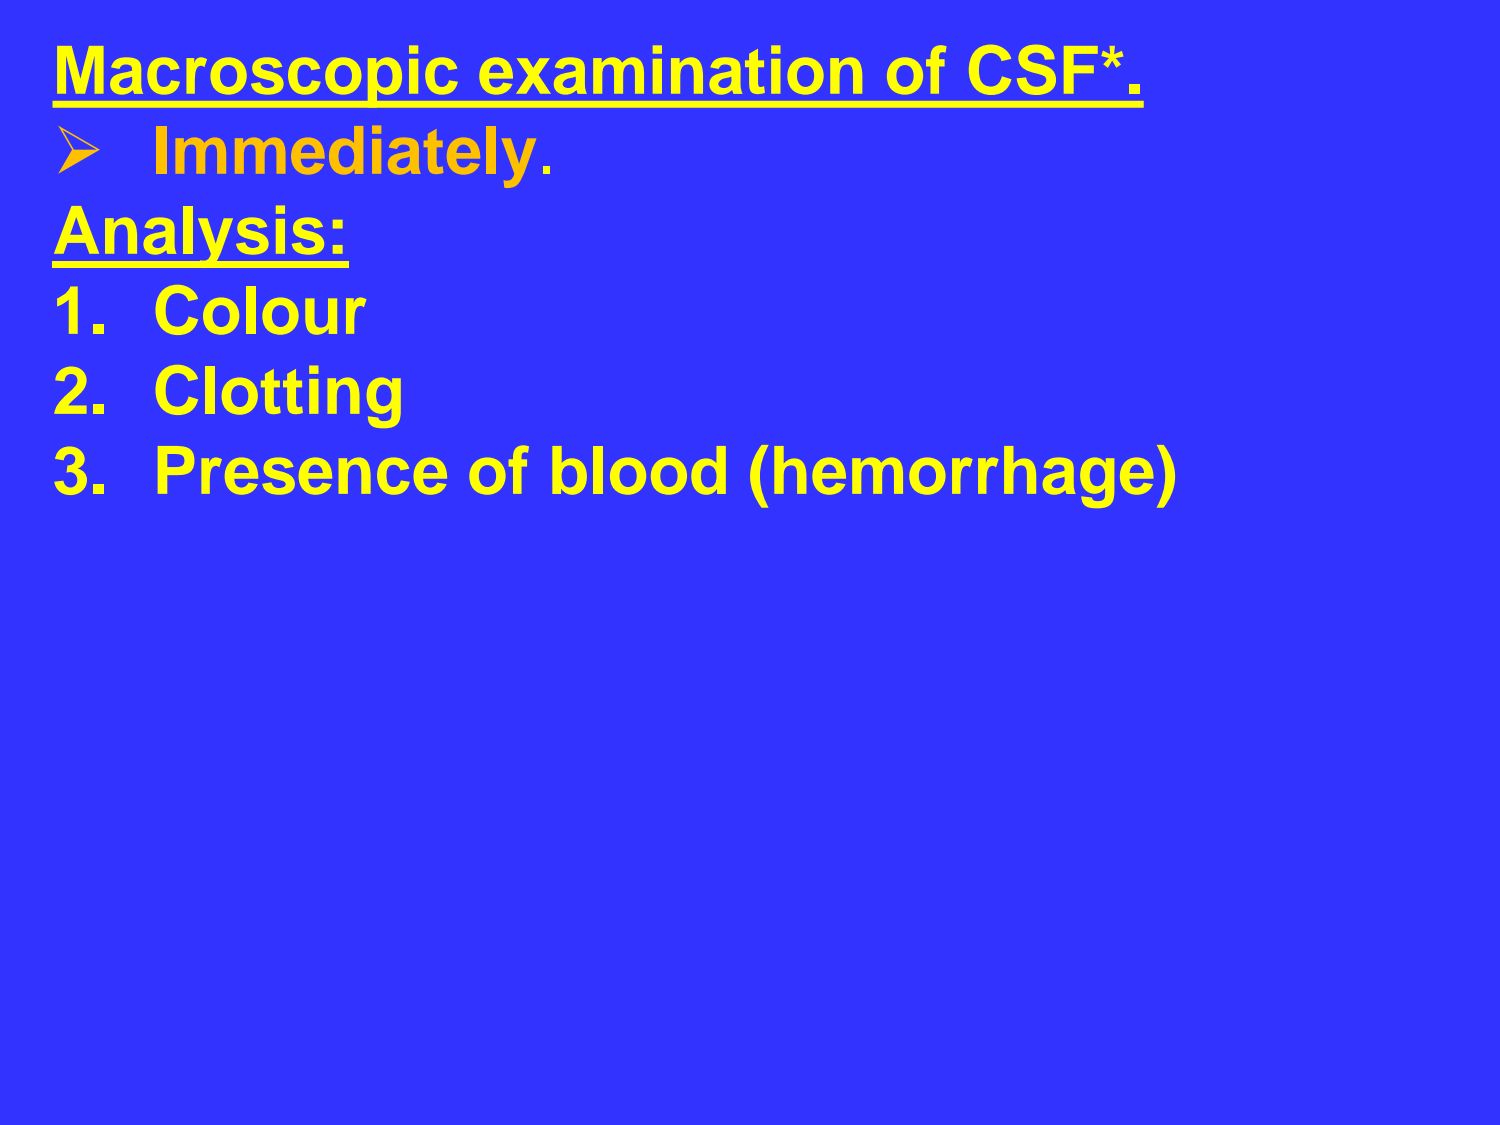 Macroscopic examination of CSF*.
➢ Immediately.
Analysis:
1. Colour
2. Clotting
3. Presence of blood (hemorrhage)